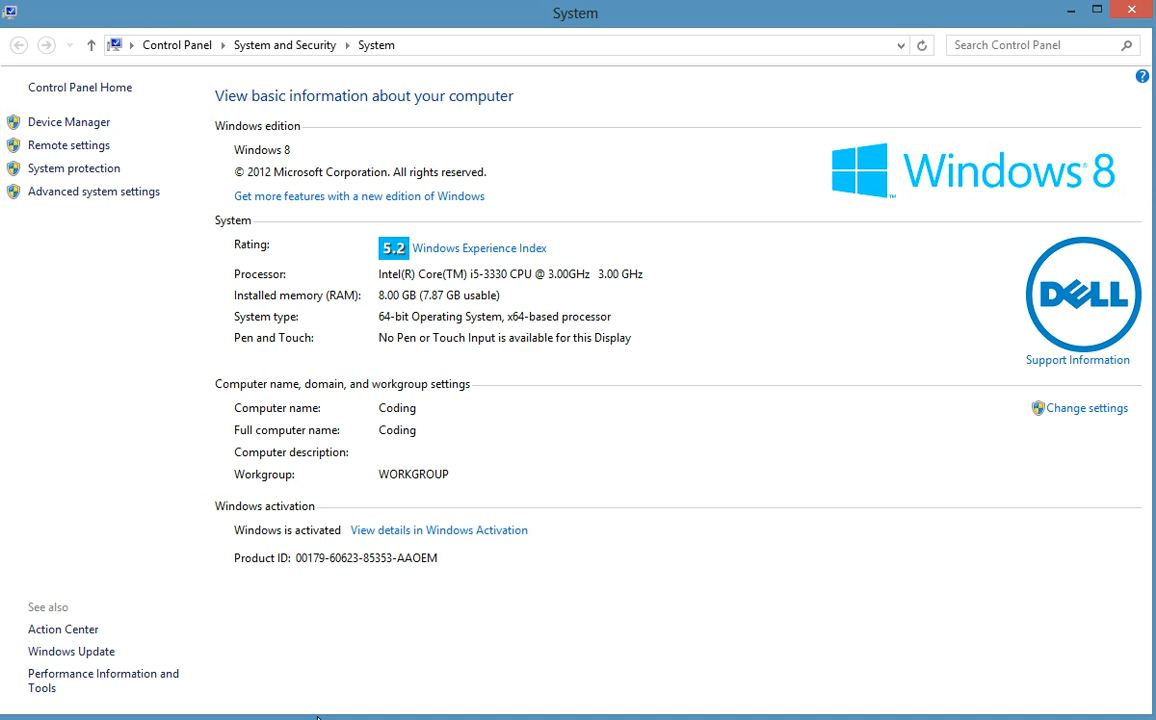 System
Control Panel System and Security System
Search Control Panel
Control Panel Home
Device Manager
Remote settings
System protection
Advanced system settings
See also
Action Center
Windows Update
Performance Information and
Tools
View basic information about your computer
Windows edition
Windows 8
© 2012 Microsoft Corporation. All rights reserved.
Get more features with a new edition of Windows
Windows® 8
System
Rating: 5.2 Windows Experience Index
Processor: Intel(R) Core(TM) i5-3330 CPU @ 3.00GHz 3.00 GHz
Installed memory (RAM): 8.00 GB (7.87 GB usable)
System type: 64-bit Operating System, x64-based processor
Pen and Touch: No Pen or Touch Input is available for this Display
DELL
Support Information
Computer name, domain, and workgroup settings
Computer name: Coding
Change settings
Full computer name: Coding
Computer description:
Workgroup: WORKGROUP
Windows activation
Windows is activated View details in Windows Activation
Product ID: 00179-60623-85353-AAOEM